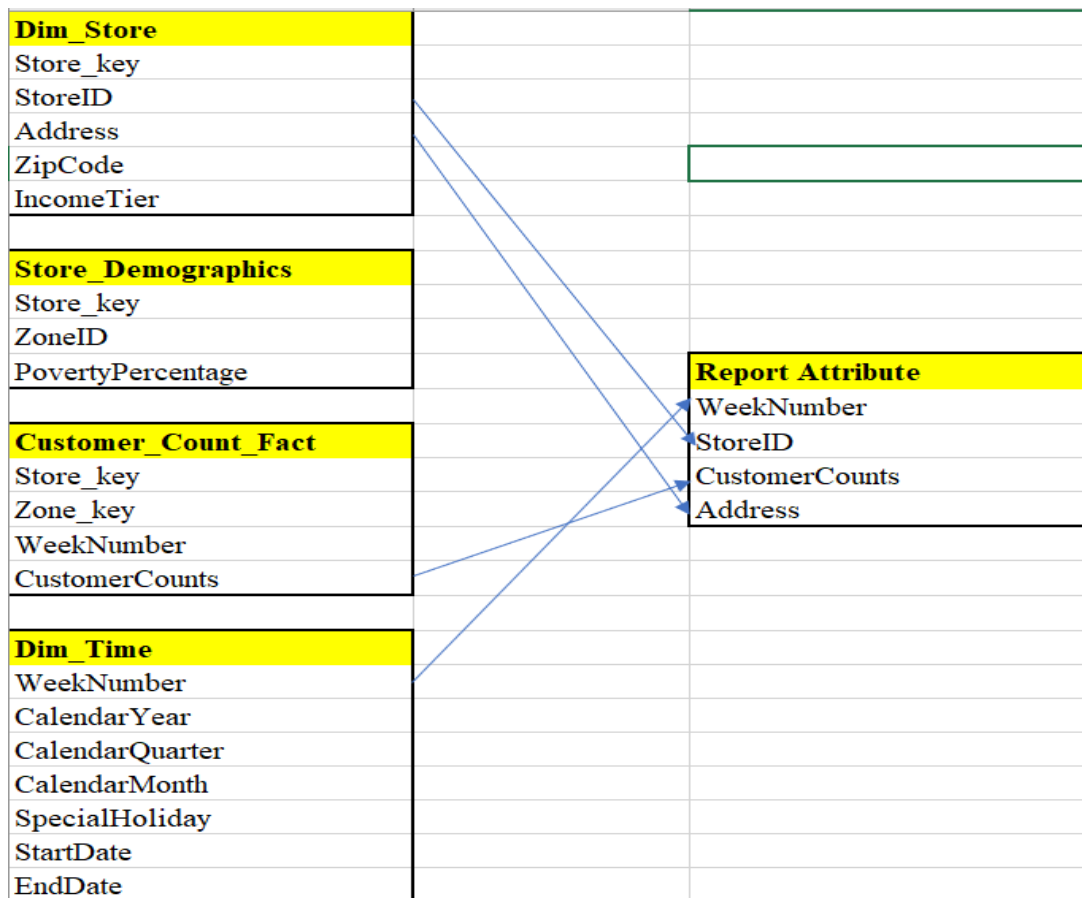 Dim_Store
Store_key
StoreID
Address
ZipCode
IncomeTier
Store_Demographics
Store_key
ZoneID
PovertyPercentage
Customer_Count_Fact
Store_key
Zone_key
WeekNumber
CustomerCounts
Dim_Time
WeekNumber
CalendarYear
CalendarQuarter
CalendarMonth
SpecialHoliday
StartDate
EndDate
Report Attribute
WeekNumber
StoreID
CustomerCounts
Address